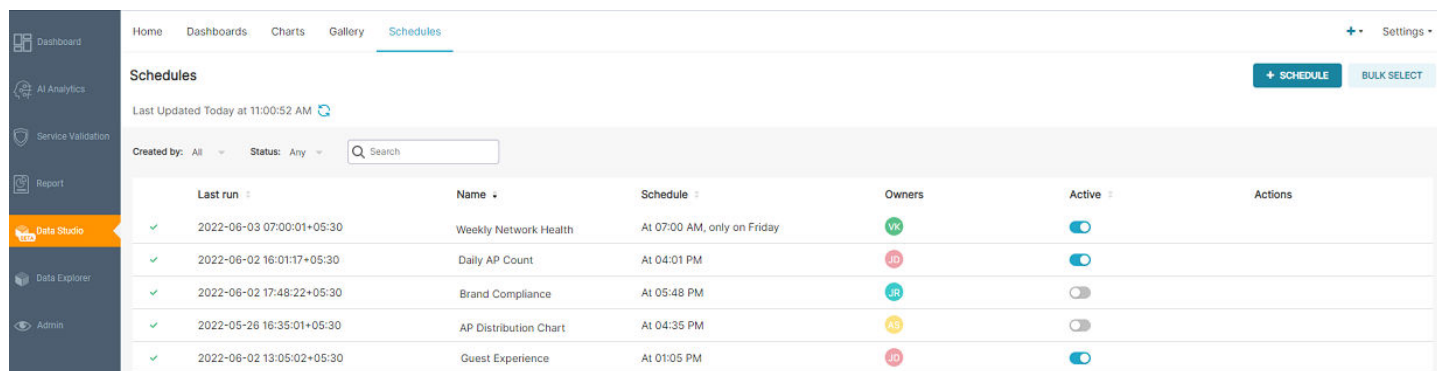 Dashboard
AI Analytics
Service Validation
Report
Data Studio
BETA
Data Explorer
Admin
Home Dashboards Charts Gallery Schedules + Settings
Schedules + SCHEDULE BULK SELECT
Last Updated Today at 11:00:52 AM
Created by: All Status: Any Search
Last run Name Schedule Owners Active Actions
2022-06-03 07:00:01+05:30 Weekly Network Health At 07:00 AM, only on Friday VK
2022-06-02 16:01:17+05:30 Daily AP Count At 04:01 PM JD
2022-06-02 17:48:22+05:30 Brand Compliance At 05:48 PM JR
2022-05-26 16:35:01+05:30 AP Distribution Chart At 04:35 PM AS
2022-06-02 13:05:02+05:30 Guest Experience At 01:05 PM JD